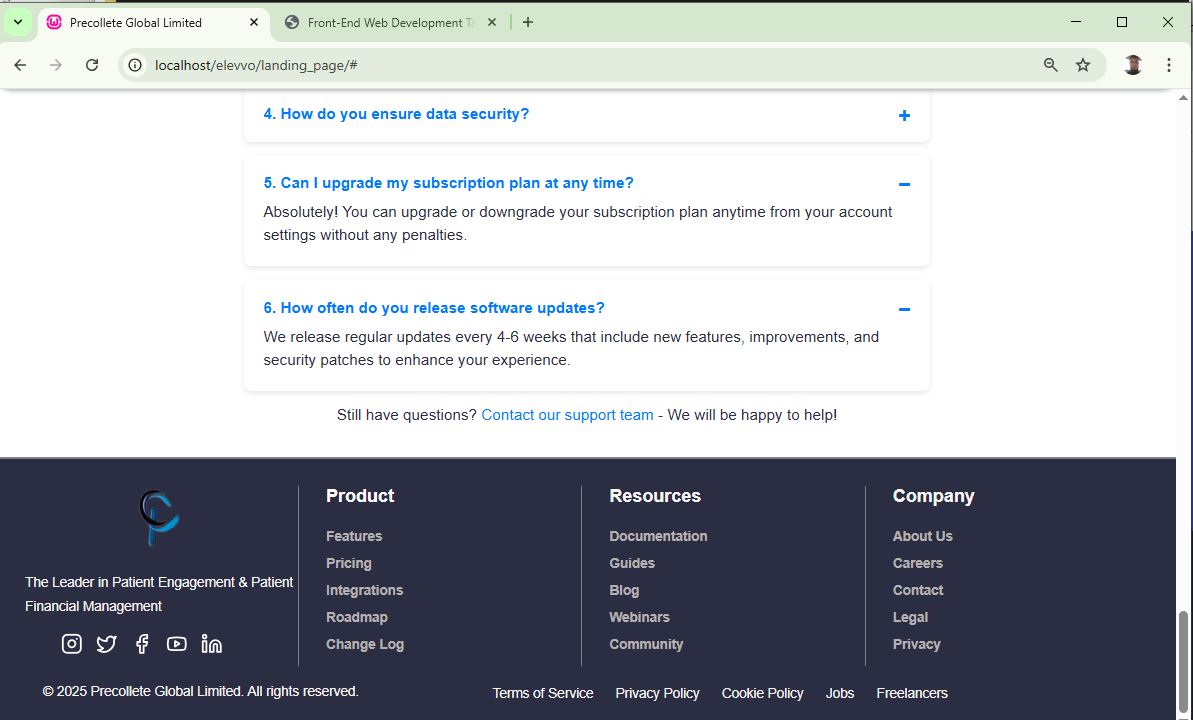 Precollete Global Limited
Front-End Web Development Ta
localhost/elevvo/landing_page/#
4. How do you ensure data security?
5. Can I upgrade my subscription plan at any time?
Absolutely! You can upgrade or downgrade your subscription plan anytime from your account
settings without any penalties.
6. How often do you release software updates?
We release regular updates every 4-6 weeks that include new features, improvements, and
security patches to enhance your experience.
Still have questions? Contact our support team - We will be happy to help!
The Leader in Patient Engagement & Patient
Financial Management
Product
Features
Pricing
Integrations
Roadmap
Change Log
Resources
Documentation
Guides
Blog
Webinars
Community
Company
About Us
Careers
Contact
Legal
Privacy
© 2025 Precollete Global Limited. All rights reserved.
Terms of Service Privacy Policy Cookie Policy Jobs Freelancers